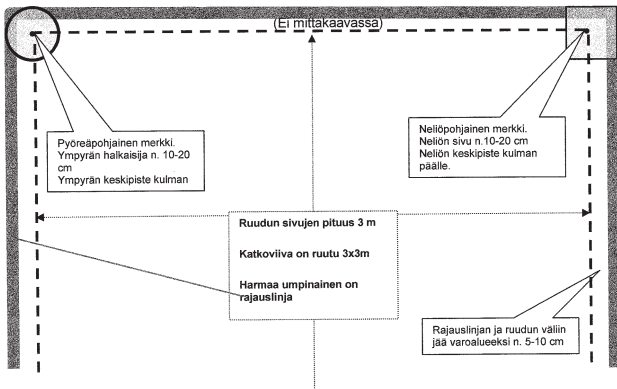 (Ei mittakaavassa)
Pyöreäpohjainen merkki.
Ympyrän halkaisija n. 10-20
cm
Ympyrän keskipiste kulman
Neliöpohjainen merkki.
Neliön sivu n.10-20 cm
Neliön keskipiste kulman
päälle.
Ruudun sivujen pituus 3 m
Katkoviiva on ruutu 3x3m
Harmaa umpinainen on
rajauslinja
Rajauslinjan ja ruudun väliin
jää varoalueeksi n. 5-10 cm